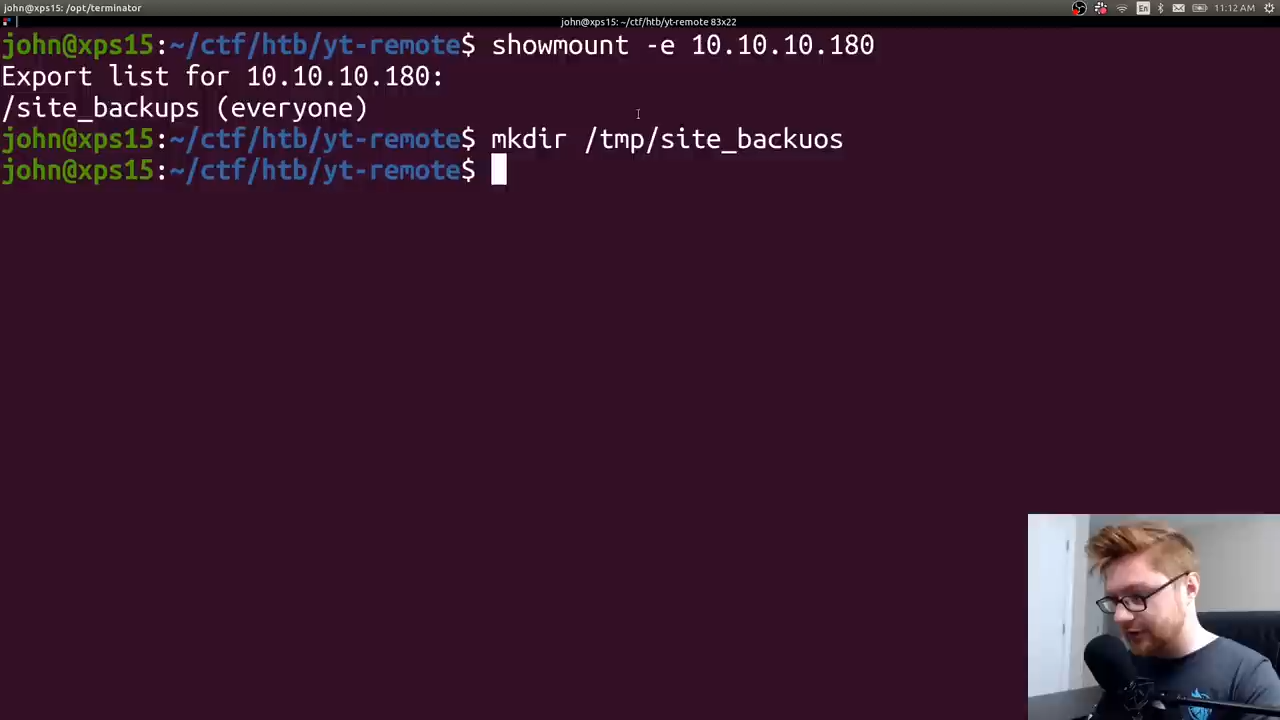 john@xps15: /opt/terminator
En
11:12 AM
john@xps15: ~/ctf/htb/yt-remote 83x22
john@xps15:~/ctf/htb/yt-remote$ showmount -e 10.10.10.180
Export list for 10.10.10.180:
/site_backups (everyone)
john@xps15:~/ctf/htb/yt-remote$ mkdir /tmp/site_backuos
john@xps15:~/ctf/htb/yt-remote$